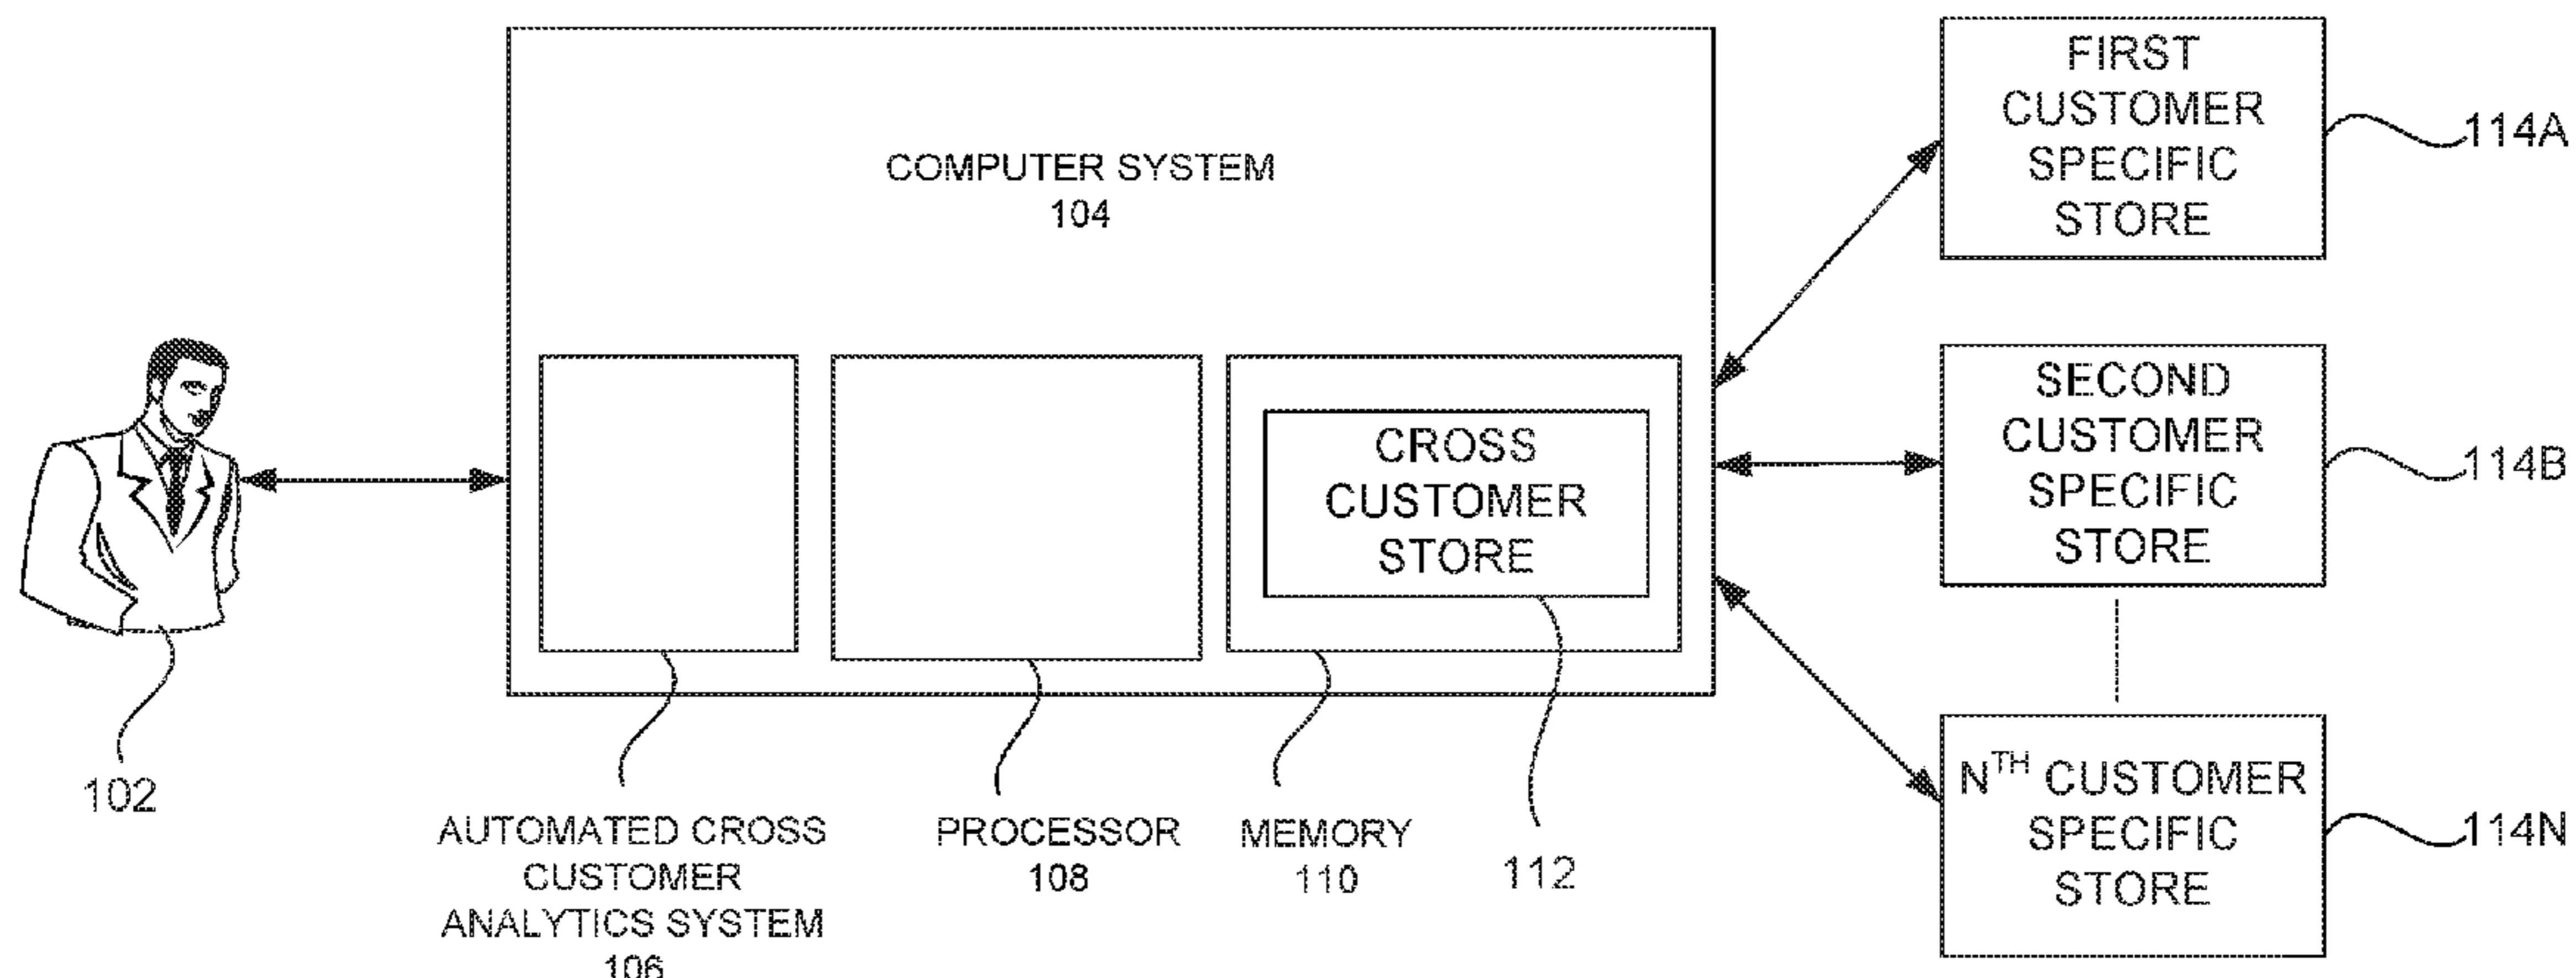 COMPUTER SYSTEM
104
FIRST
CUSTOMER
SPECIFIC
STORE
114A
SECOND
CUSTOMER
SPECIFIC
STORE
114B
CROSS
CUSTOMER
STORE
N^TH CUSTOMER
SPECIFIC
STORE
114N
102
AUTOMATED CROSS
CUSTOMER
ANALYTICS SYSTEM
106
PROCESSOR
108
MEMORY
110
112